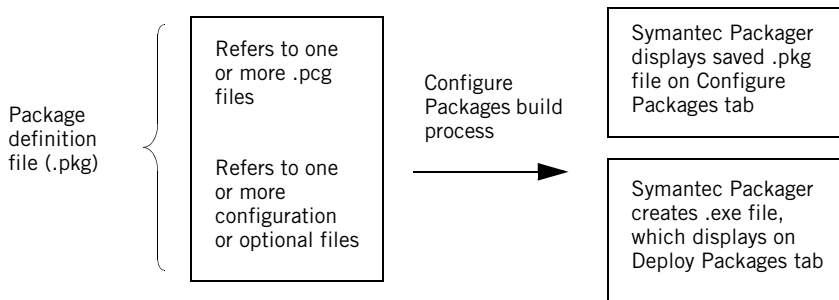 Package
definition
file (.pkg)
Refers to one
or more .pcg
files
Refers to one
or more
configuration
or optional files
Configure
Packages build
process
Symantec Packager
displays saved .pkg
file on Configure
Packages tab
Symantec Packager
creates .exe file,
which displays on
Deploy Packages tab